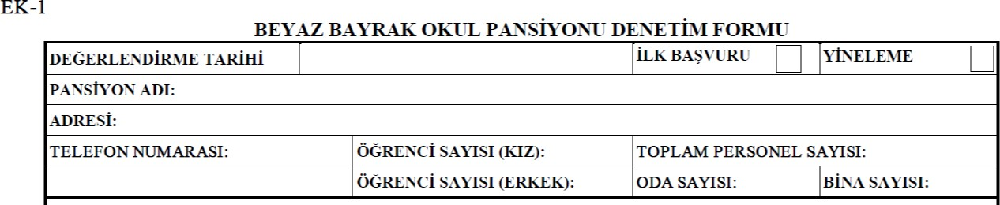 EK-1
BEYAZ BAYRAK OKUL PANSİYONU DENETİM FORMU
DEĞERLENDİRME TARİHİ İLK BAŞVURU YİNELEME
PANSİYON ADI:
ADRESİ:
TELEFON NUMARASI: ÖĞRENCİ SAYISI (KIZ): TOPLAM PERSONEL SAYISI:
ÖĞRENCİ SAYISI (ERKEK): ODA SAYISI: BİNA SAYISI: